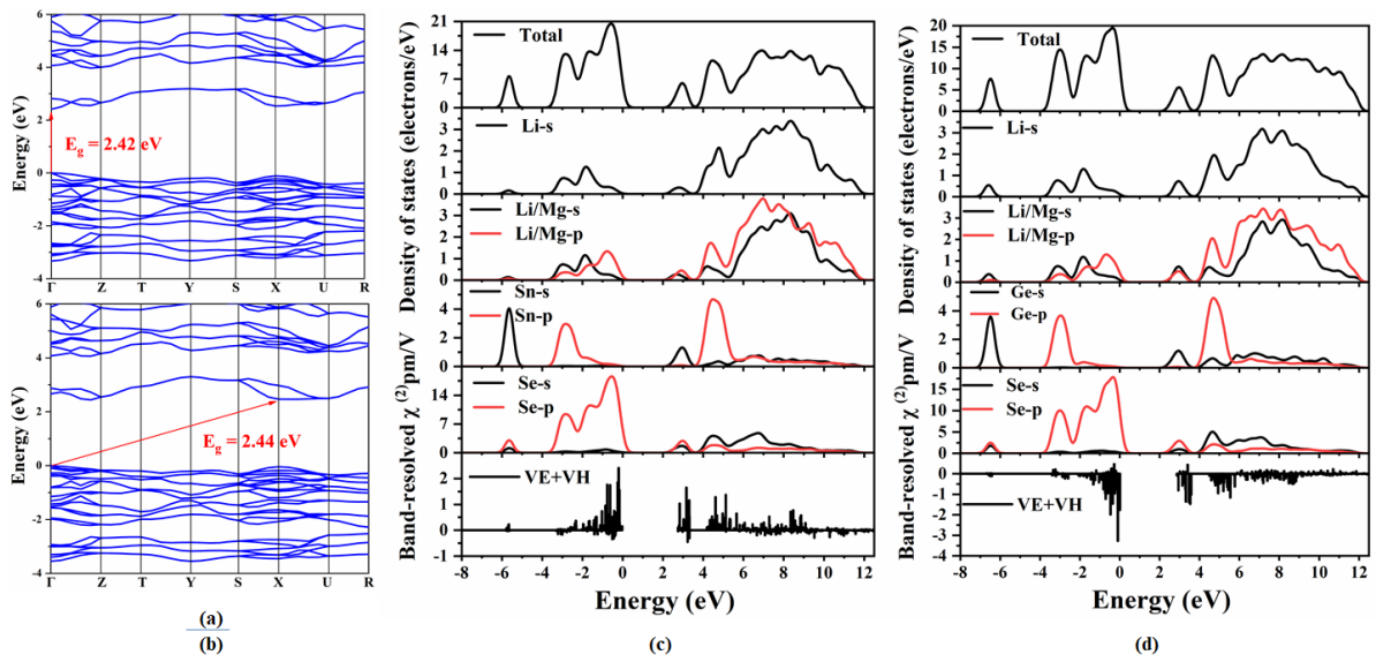 6
4
2
0
-2
-4
Energy (eV)
E_g = 2.42 eV
Γ Z T Y S X U R
6
4
2
0
-2
-4
Energy (eV)
E_g = 2.44 eV
Γ Z T Y S X U R
(a)
(b)
Band-resolved χ ⁽²⁾pm/V Density of states (electrons/eV)
21
14
7
0
Total
3
2
1
0
Li-s
3
2
1
0
Li/Mg-s
Li/Mg-p
4
2
0
Sn-s
Sn-p
15
10
5
0
Se-s
Se-p
2
1
0
-1
VE+VH
-8 -6 -4 -2 0 2 4 6 8 10 12
Energy (eV)
(c)
Band-resolved χ ⁽²⁾pm/V Density of states (electrons/eV)
20
15
10
5
0
Total
3
2
1
0
Li-s
3
2
1
0
Li/Mg-s
Li/Mg-p
4
2
0
Ge-s
Ge-p
15
10
5
0
Se-s
Se-p
0
-1
-2
-3
-4
VE+VH
-8 -6 -4 -2 0 2 4 6 8 10 12
Energy (eV)
(d)